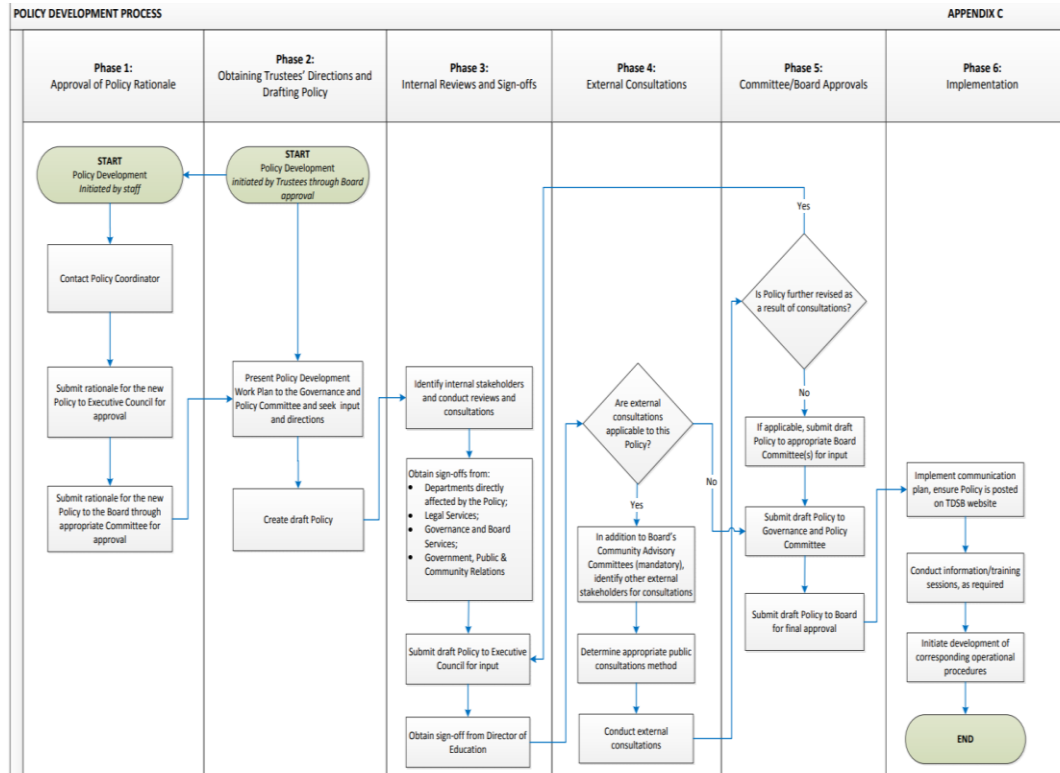 POLICY DEVELOPMENT PROCESS
APPENDIX C
Phase 1:
Approval of Policy Rationale
Phase 2:
Obtaining Trustees' Directions and
Drafting Policy
Phase 3:
Internal Reviews and Sign-offs
Phase 4:
External Consultations
Phase 5:
Committee/Board Approvals
Phase 6:
Implementation
START
Policy Development
Initiated by staff
Contact Policy Coordinator
Submit rationale for the new
Policy to Executive Council for
approval
Submit rationale for the new
Policy to the Board through
appropriate Committee for
approval
START
Policy Development
initiated by Trustees through Board
approval
Present Policy Development
Work Plan to the Governance and
Policy Committee and seek input
and directions
Create draft Policy
Identify internal stakeholders
and conduct reviews and
consultations
Obtain sign-offs from:
• Departments directly
affected by the Policy;
• Legal Services;
• Governance and Board
Services;
• Government, Public &
Community Relations
Submit draft Policy to Executive
Council for input
Obtain sign-off from Director of
Education
Are external
consultations
applicable to this
Policy?
No
Yes
In addition to Board's
Community Advisory
Committees (mandatory),
identify other external
stakeholders for consultations
Determine appropriate public
consultations method
Conduct external
consultations
Yes
Is Policy further revised as
a result of consultations?
No
If applicable, submit draft
Policy to appropriate Board
Committee(s) for input
Submit draft Policy to
Governance and Policy
Committee
Submit draft Policy to Board
for final approval
Implement communication
plan, ensure Policy is posted
on TDSB website
Conduct information/training
sessions, as required
Initiate development of
corresponding operational
procedures
END